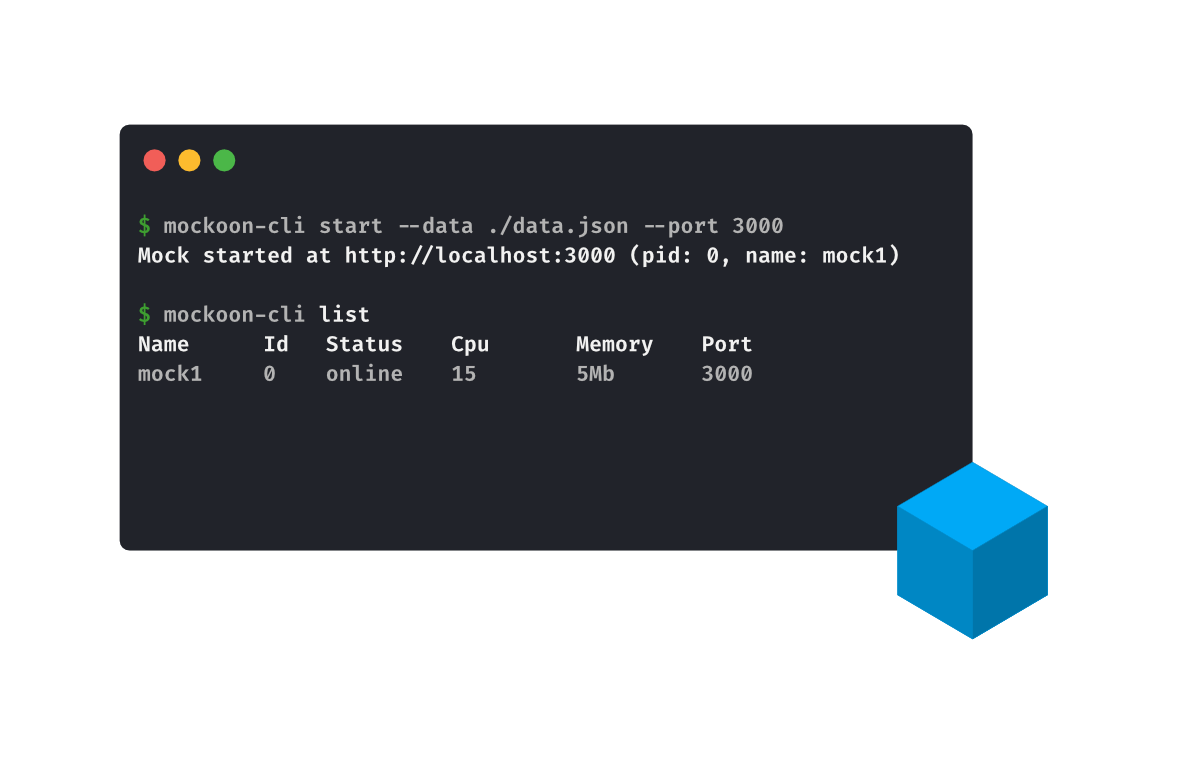 $ mockoon-cli start --data ./data.json --port 3000
Mock started at http://localhost:3000 (pid: 0, name: mock1)
$ mockoon-cli list
Name Id Status Cpu Memory Port
mock1 0 online 15 5Mb 3000